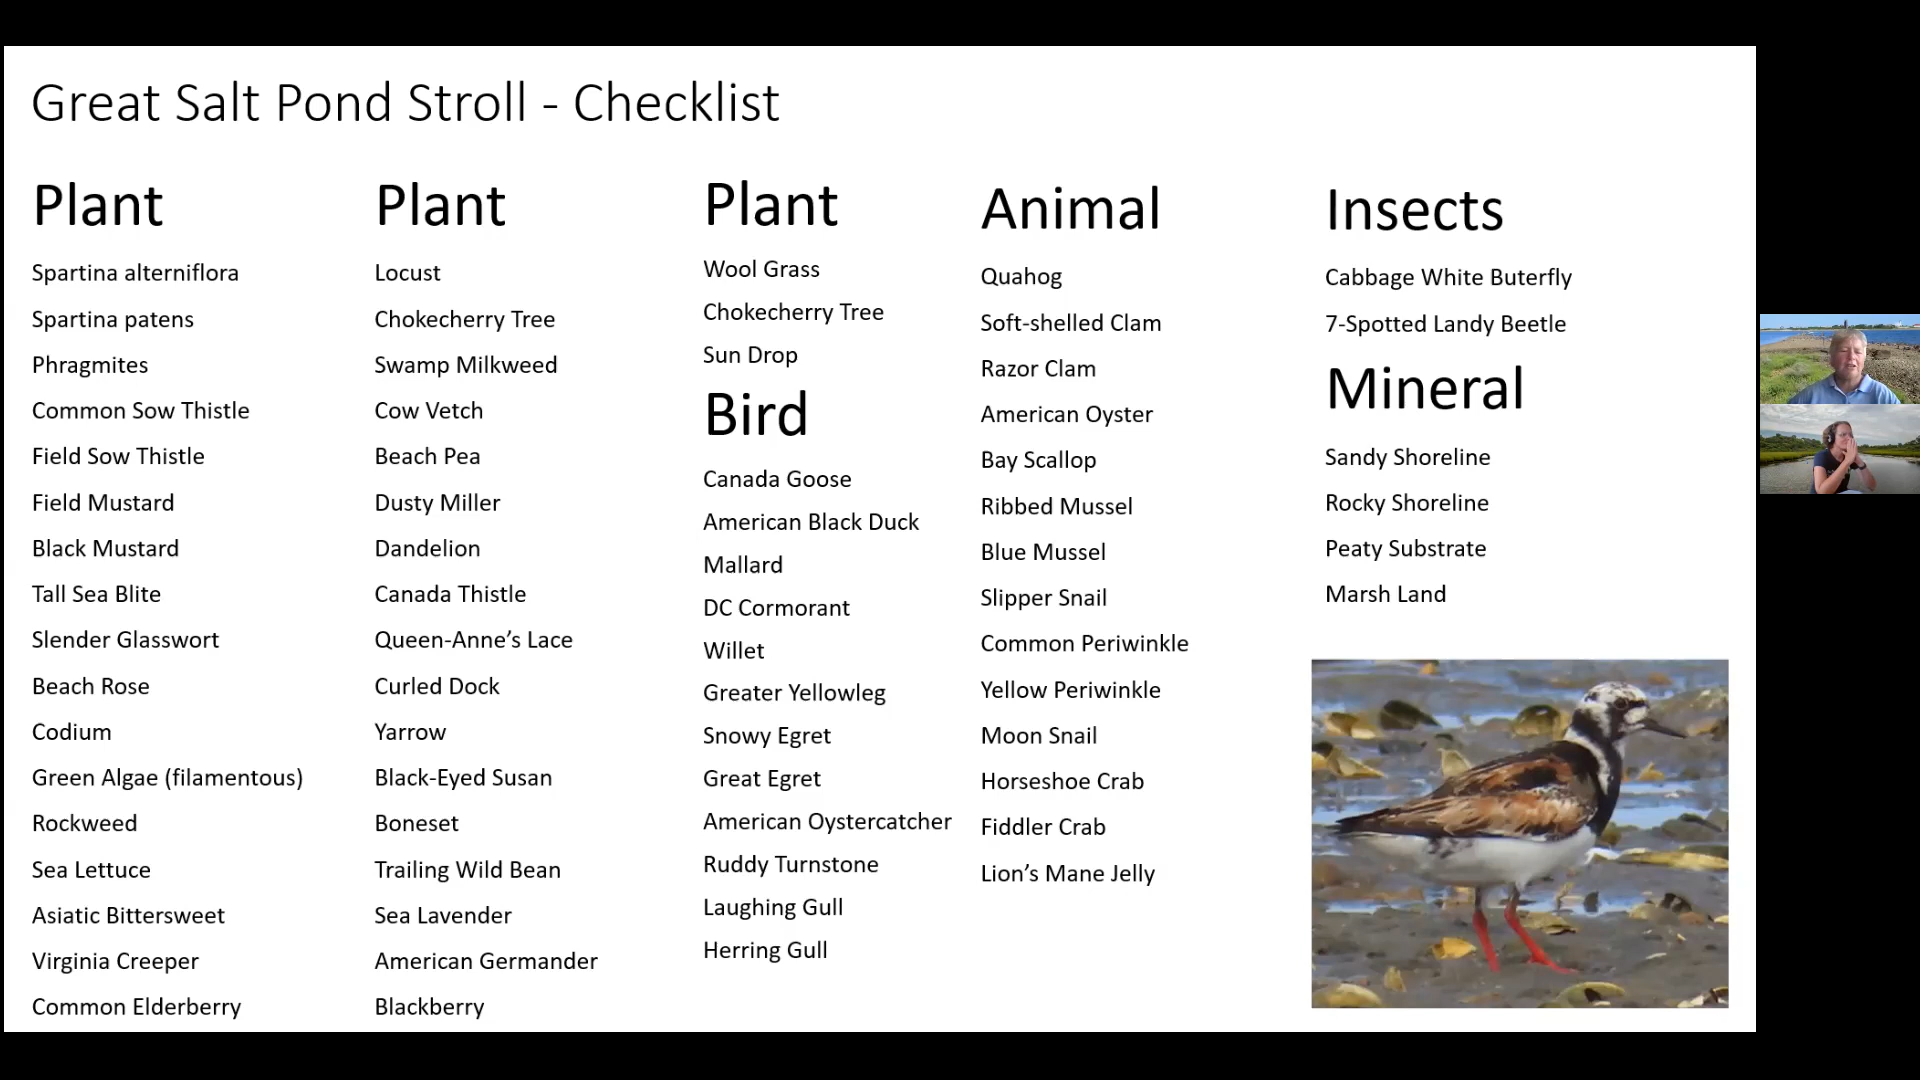 Great Salt Pond Stroll - Checklist
Plant
Spartina alterniflora
Spartina patens
Phragmites
Common Sow Thistle
Field Sow Thistle
Field Mustard
Black Mustard
Tall Sea Blite
Slender Glasswort
Beach Rose
Codium
Green Algae (filamentous)
Rockweed
Sea Lettuce
Asiatic Bittersweet
Virginia Creeper
Common Elderberry
Plant
Locust
Chokecherry Tree
Swamp Milkweed
Cow Vetch
Beach Pea
Dusty Miller
Dandelion
Canada Thistle
Queen-Anne’s Lace
Curled Dock
Yarrow
Black-Eyed Susan
Boneset
Trailing Wild Bean
Sea Lavender
American Germander
Blackberry
Plant
Wool Grass
Chokecherry Tree
Sun Drop
Bird
Canada Goose
American Black Duck
Mallard
DC Cormorant
Willet
Greater Yellowleg
Snowy Egret
Great Egret
American Oystercatcher
Ruddy Turnstone
Laughing Gull
Herring Gull
Animal
Quahog
Soft-shelled Clam
Razor Clam
American Oyster
Bay Scallop
Ribbed Mussel
Blue Mussel
Slipper Snail
Common Periwinkle
Yellow Periwinkle
Moon Snail
Horseshoe Crab
Fiddler Crab
Lion’s Mane Jelly
Insects
Cabbage White Buterfly
7-Spotted Landy Beetle
Mineral
Sandy Shoreline
Rocky Shoreline
Peaty Substrate
Marsh Land